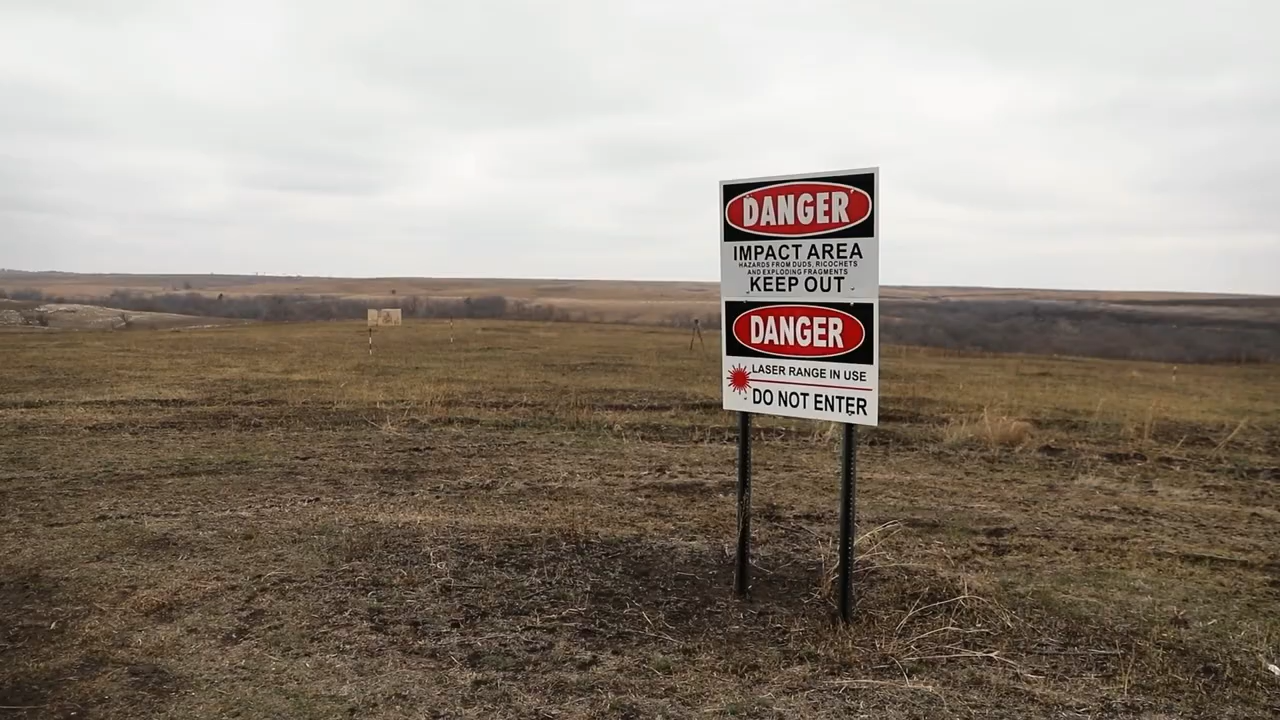 DANGER
IMPACT AREA
HAZARDS FROM DUDS, RICOCHETS
AND EXPLODING FRAGMENTS
KEEP OUT
DANGER
LASER RANGE IN USE
DO NOT ENTER